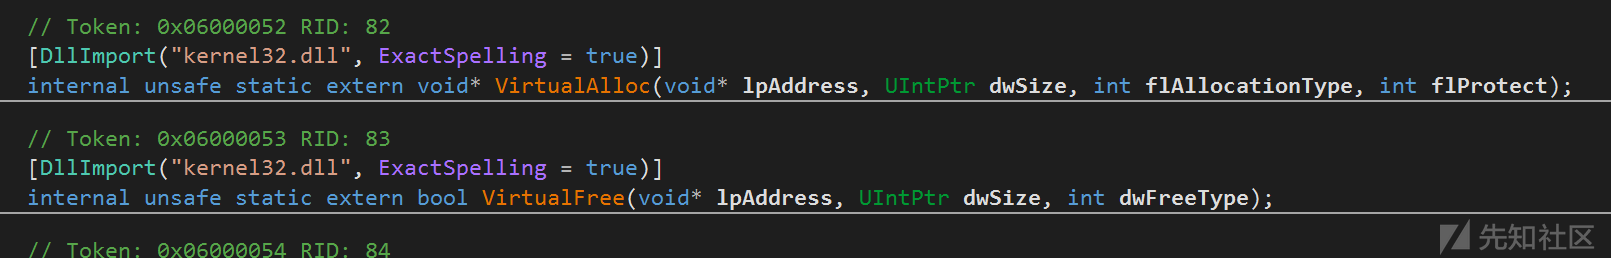 // Token: 0x06000052 RID: 82
[DllImport("kernel32.dll", ExactSpelling = true)]
internal unsafe static extern void* VirtualAlloc(void* lpAddress, UIntPtr dwSize, int flAllocationType, int flProtect);
// Token: 0x06000053 RID: 83
[DllImport("kernel32.dll", ExactSpelling = true)]
internal unsafe static extern bool VirtualFree(void* lpAddress, UIntPtr dwSize, int dwFreeType);
// Token: 0x06000054 RID: 84
先知社区